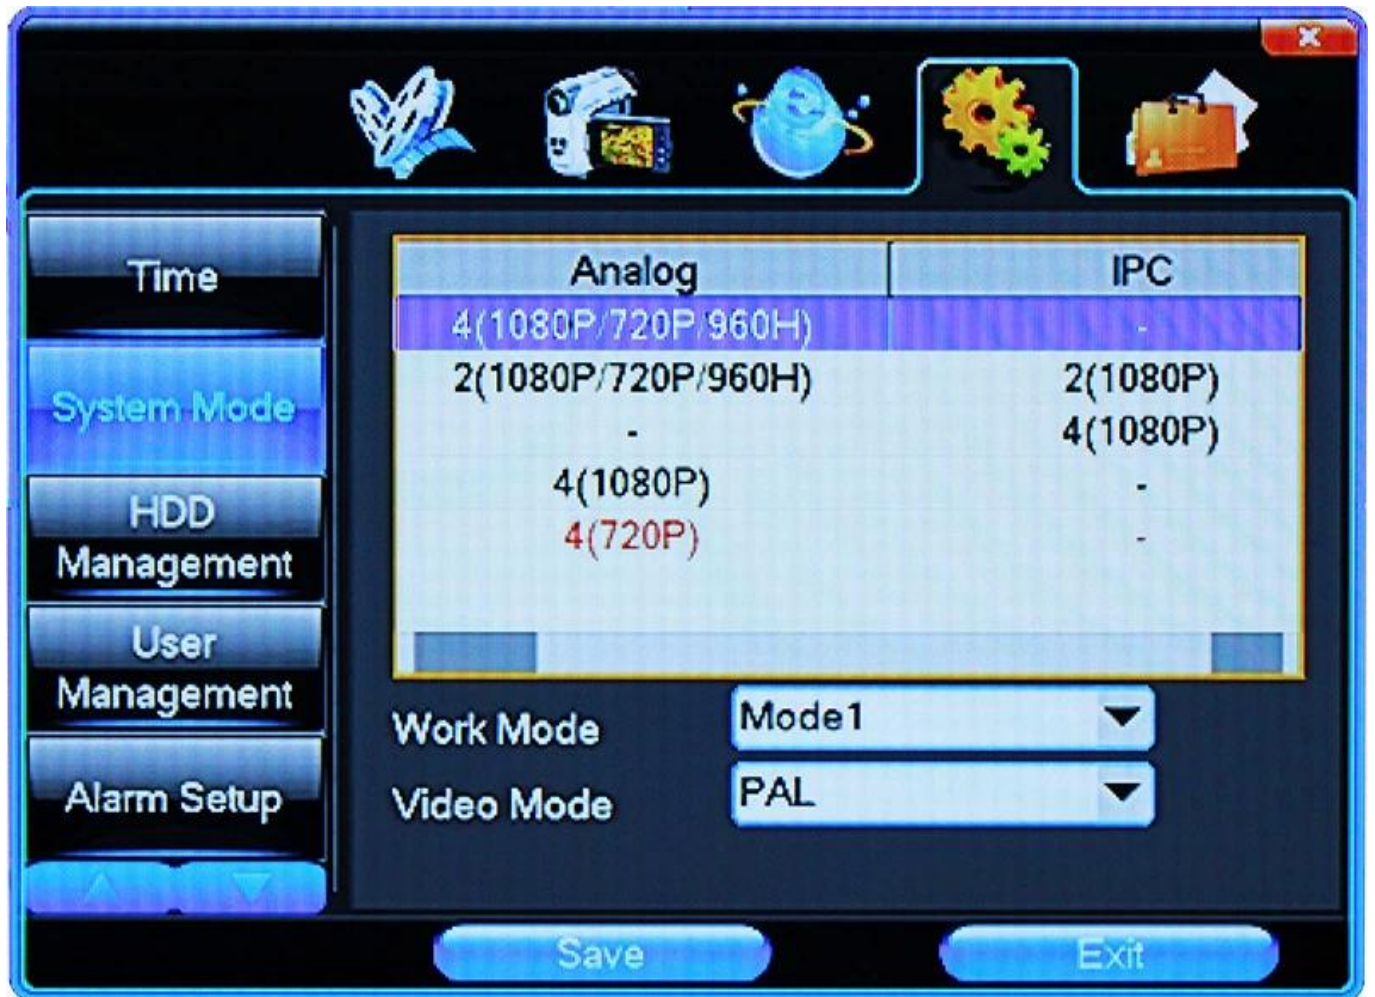 Time
System Mode
HDD
Management
User
Management
Alarm Setup
Analog IPC
4(1080P/720P/960H) -
2(1080P/720P/960H) 2(1080P)
- 4(1080P)
4(1080P) -
4(720P) -
Work Mode Mode1
Video Mode PAL
Save Exit